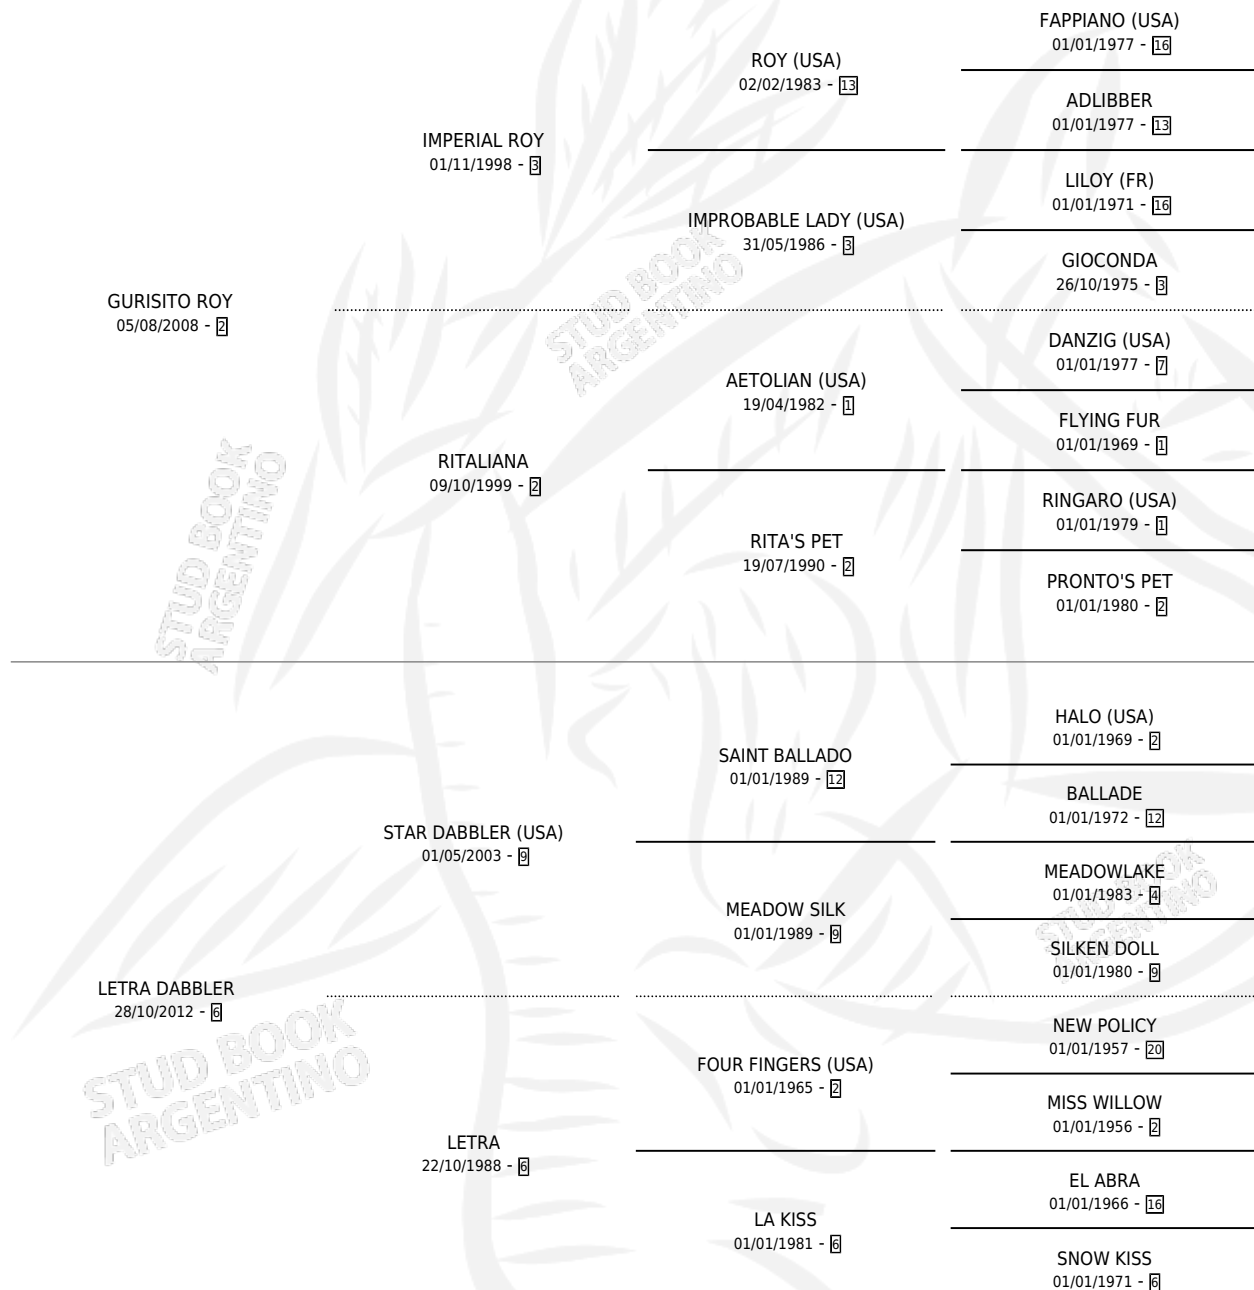 FAPPIANO (USA)
01/01/1977 - 16
ROY (USA)
02/02/1983 - 13
ADLIBBER
01/01/1977 - 13
IMPERIAL ROY
01/11/1998 - 3
LILOY (FR)
01/01/1971 - 16
IMPROBABLE LADY (USA)
31/05/1986 - 3
GIOCONDA
26/10/1975 - 3
GURISITO ROY
05/08/2008 - 2
DANZIG (USA)
01/01/1977 - 7
AETOLIAN (USA)
19/04/1982 - 1
FLYING FUR
01/01/1969 - 1
RITALIANA
09/10/1999 - 2
RINGARO (USA)
01/01/1979 - 1
RITA'S PET
19/07/1990 - 2
PRONTO'S PET
01/01/1980 - 2
HALO (USA)
01/01/1969 - 2
SAINT BALLADO
01/01/1989 - 12
BALLADE
01/01/1972 - 12
STAR DABBLER (USA)
01/05/2003 - 9
MEADOWLAKE
01/01/1983 - 4
MEADOW SILK
01/01/1989 - 9
SILKEN DOLL
01/01/1980 - 9
LETRA DABBLER
28/10/2012 - 6
NEW POLICY
01/01/1957 - 20
FOUR FINGERS (USA)
01/01/1965 - 2
MISS WILLOW
01/01/1956 - 2
LETRA
22/10/1988 - 6
EL ABRA
01/01/1966 - 16
LA KISS
01/01/1981 - 6
SNOW KISS
01/01/1971 - 6
STUD BOOK
ARGENTINO
STUD BOOK
ARGENTINO
STUD BOOK
ARGENTINO
STUD BOOK
ARGENTINO